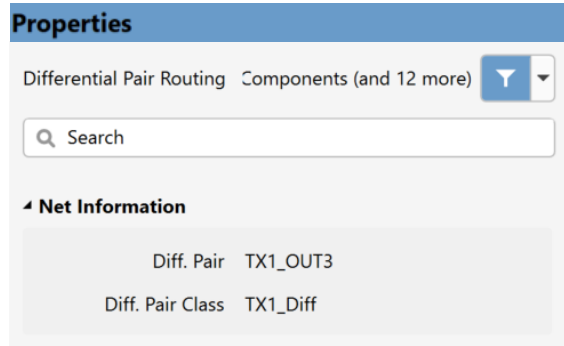 Properties
Differential Pair Routing Components (and 12 more)
Search
Net Information
Diff. Pair TX1_OUT3
Diff. Pair Class TX1_Diff